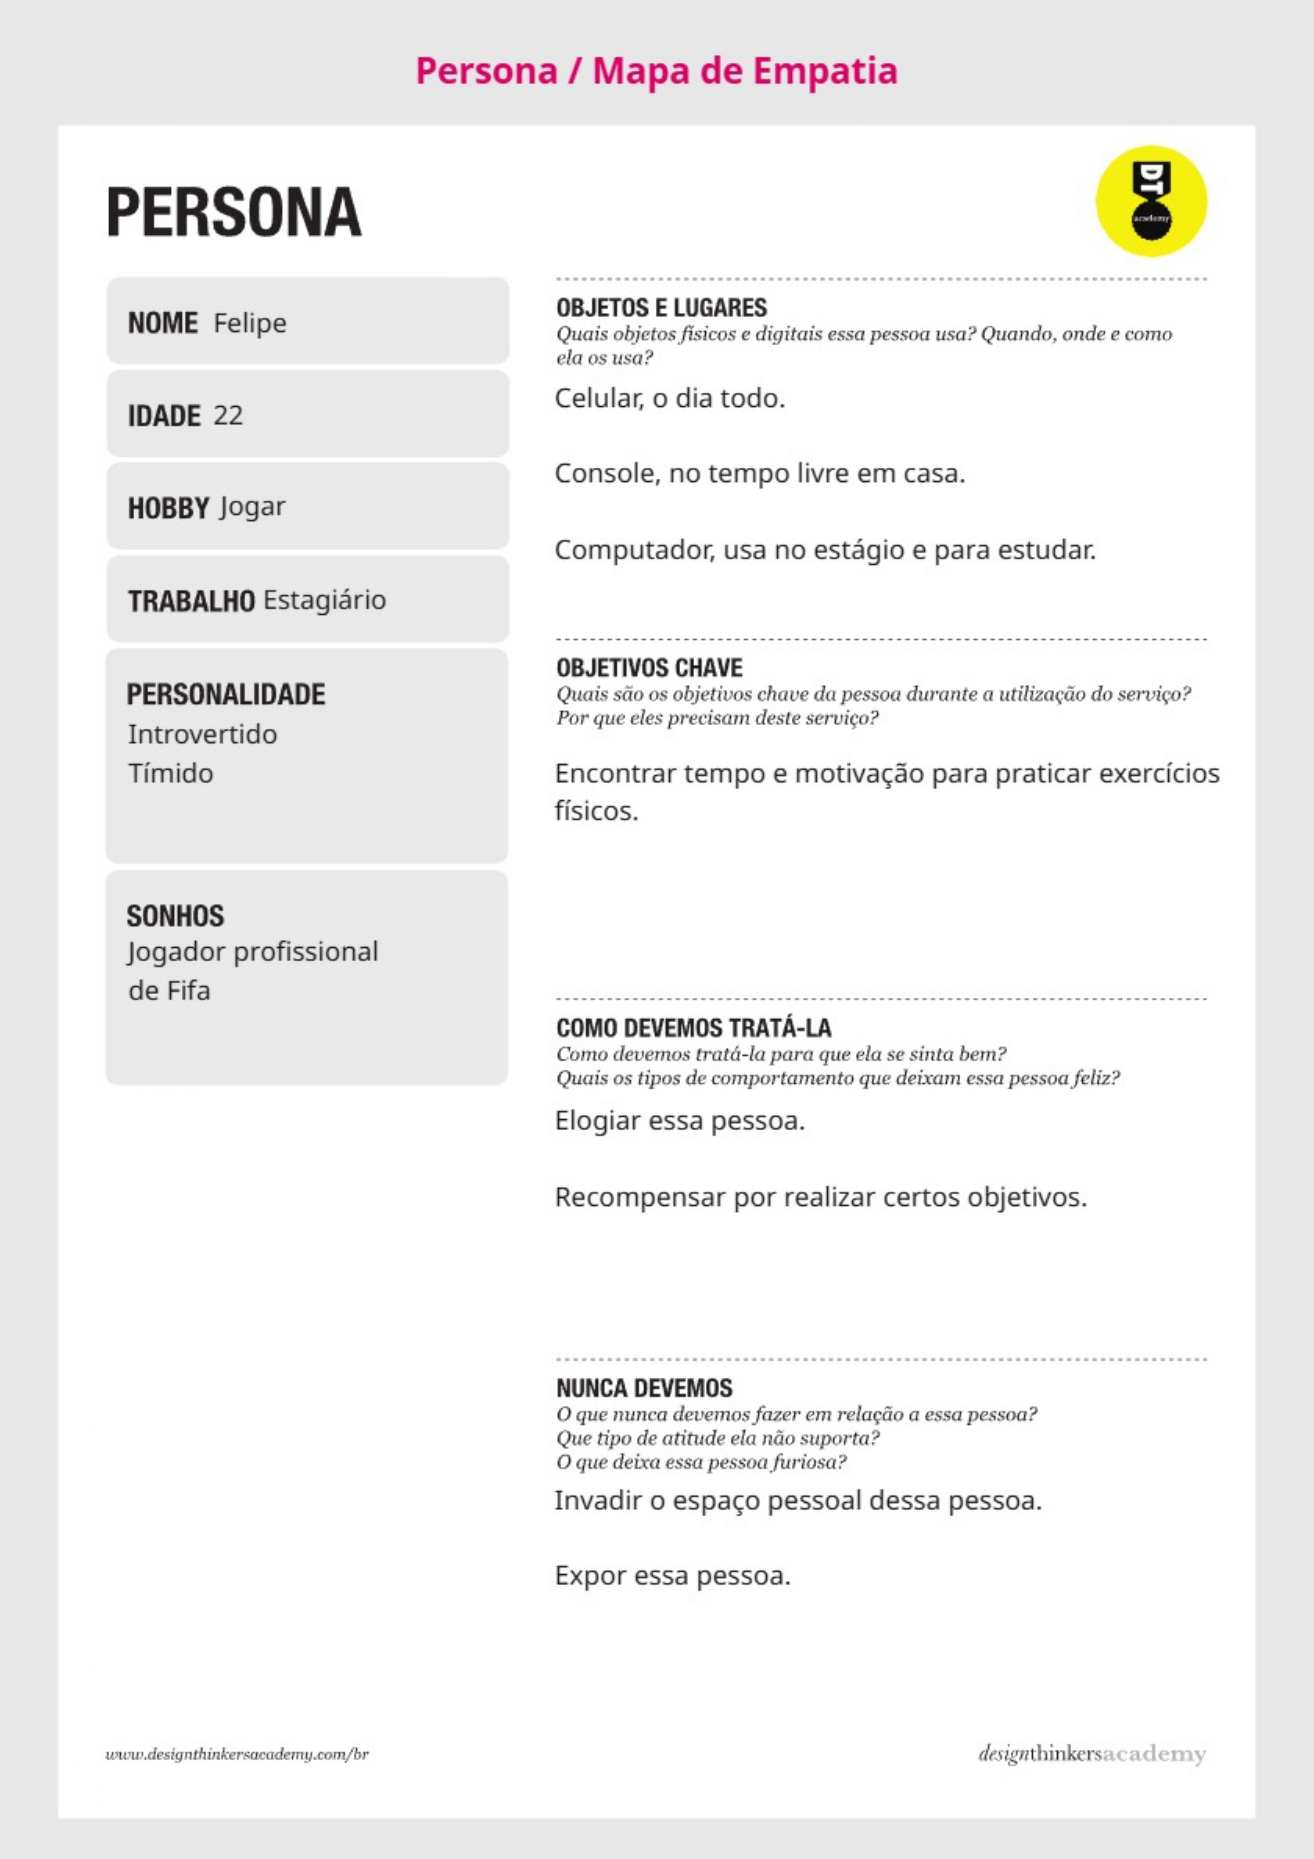 Persona / Mapa de Empatia
PERSONA
DT
academy
NOME Felipe
IDADE 22
HOBBY Jogar
TRABALHO Estagiário
PERSONALIDADE
Introvertido
Tímido
SONHOS
Jogador profissional
de Fifa
OBJETOS E LUGARES
Quais objetos físicos e digitais essa pessoa usa? Quando, onde e como
ela os usa?
Celular, o dia todo.
Console, no tempo livre em casa.
Computador, usa no estágio e para estudar.
OBJETIVOS CHAVE
Quais são os objetivos chave da pessoa durante a utilização do serviço?
Por que eles precisam deste serviço?
Encontrar tempo e motivação para praticar exercícios
físicos.
COMO DEVEMOS TRATÁ-LA
Como devemos tratá-la para que ela se sinta bem?
Quais os tipos de comportamento que deixam essa pessoa feliz?
Elogiar essa pessoa.
Recompensar por realizar certos objetivos.
NUNCA DEVEMOS
O que nunca devemos fazer em relação a essa pessoa?
Que tipo de atitude ela não suporta?
O que deixa essa pessoa furiosa?
Invadir o espaço pessoal dessa pessoa.
Expor essa pessoa.
www.designthinkersacademy.com/br
designthinkersacademy